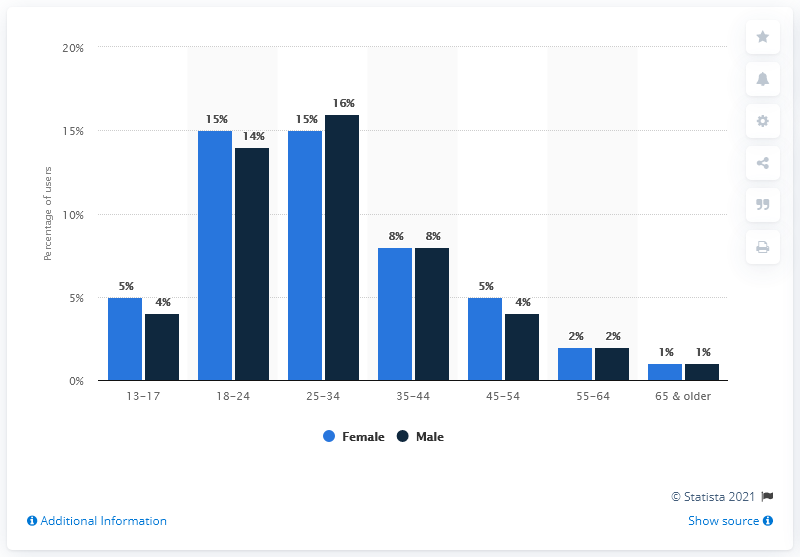 20%
16%
15% 15%
15%
14%
Percentage of users
10%
8% 8%
5% 5%
5%
4% 4%
2% 2%
1% 1%
0%
13–17 18–24 25–34 35–44 45–54 55–64 65 & older
Female Male
© Statista 2021
Additional Information Show source